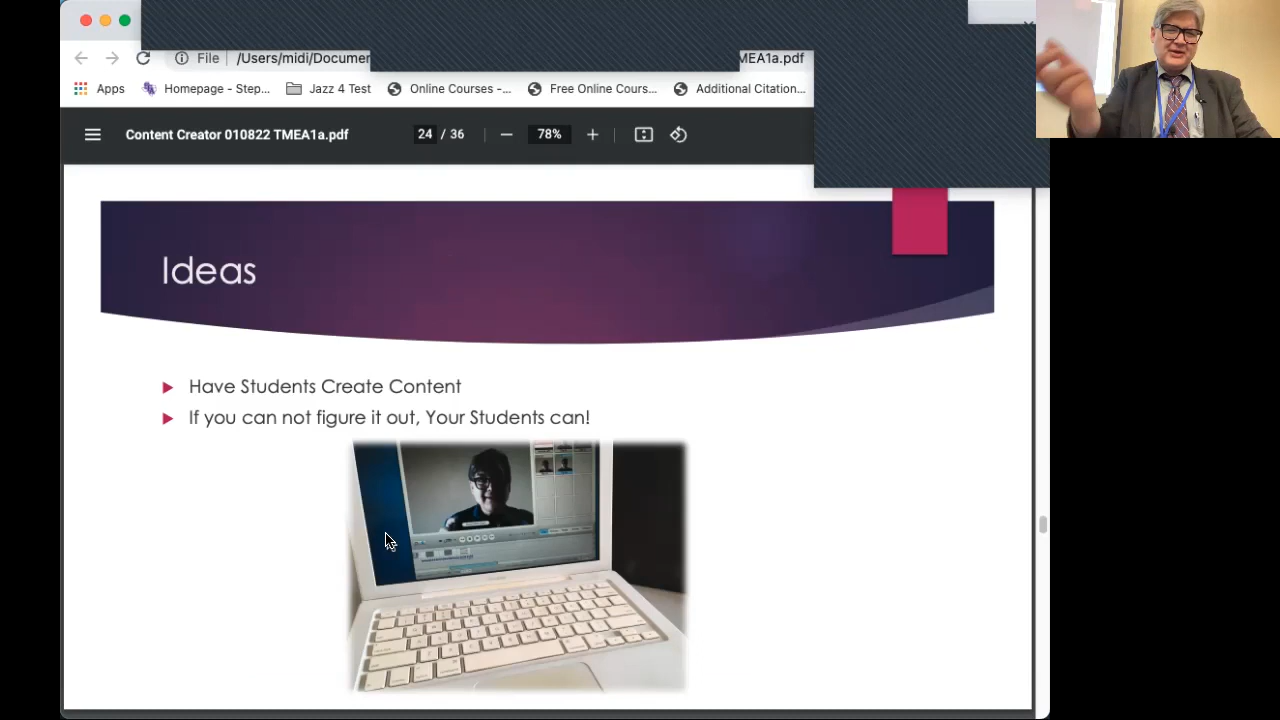 File
/Users/midi/Documen
MEA1a.pdf
Apps
Homepage - Step...
Jazz 4 Test
Online Courses -...
Free Online Cours...
Additional Citation...
Content Creator 010822 TMEA1a.pdf
24 / 36
78%
Ideas
Have Students Create Content
If you can not figure it out, Your Students can!